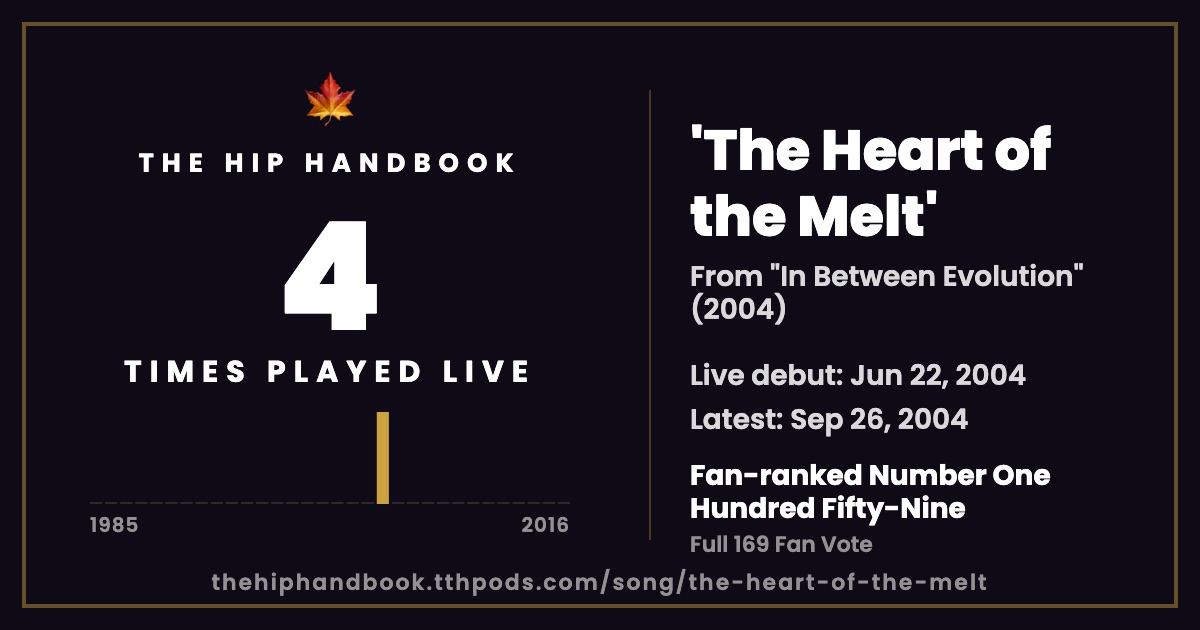 THE HIP HANDBOOK
4
TIMES PLAYED LIVE
1985
2016
'The Heart of
the Melt'
From "In Between Evolution"
(2004)
Live debut: Jun 22, 2004
Latest: Sep 26, 2004
Fan-ranked Number One
Hundred Fifty-Nine
Full 169 Fan Vote
thehiphandbook.tthpods.com/song/the-heart-of-the-melt